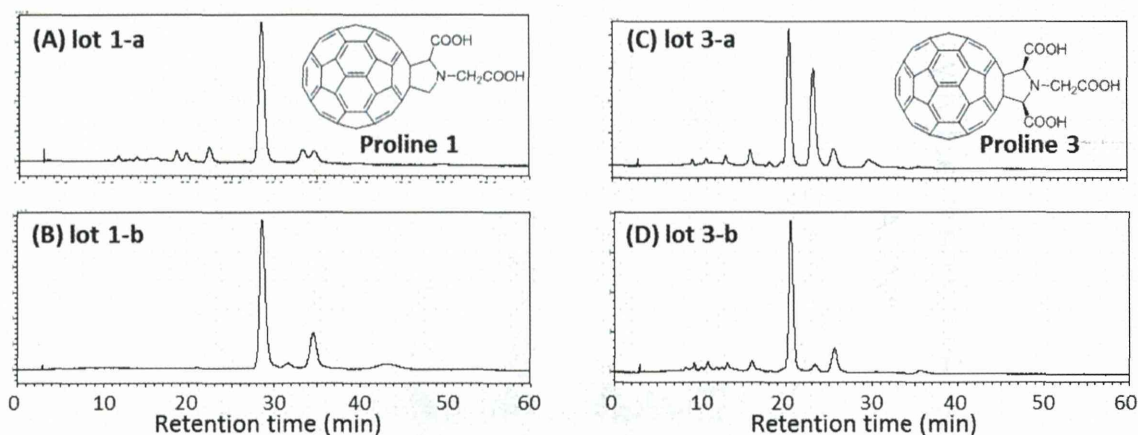 (A) lot 1-a
COOH
N—CH₂COOH
Proline 1
(C) lot 3-a
COOH
N—CH₂COOH
COOH
Proline 3
(B) lot 1-b
(D) lot 3-b
0 10 20 30 40 50 60
Retention time (min)
0 10 20 30 40 50 60
Retention time (min)